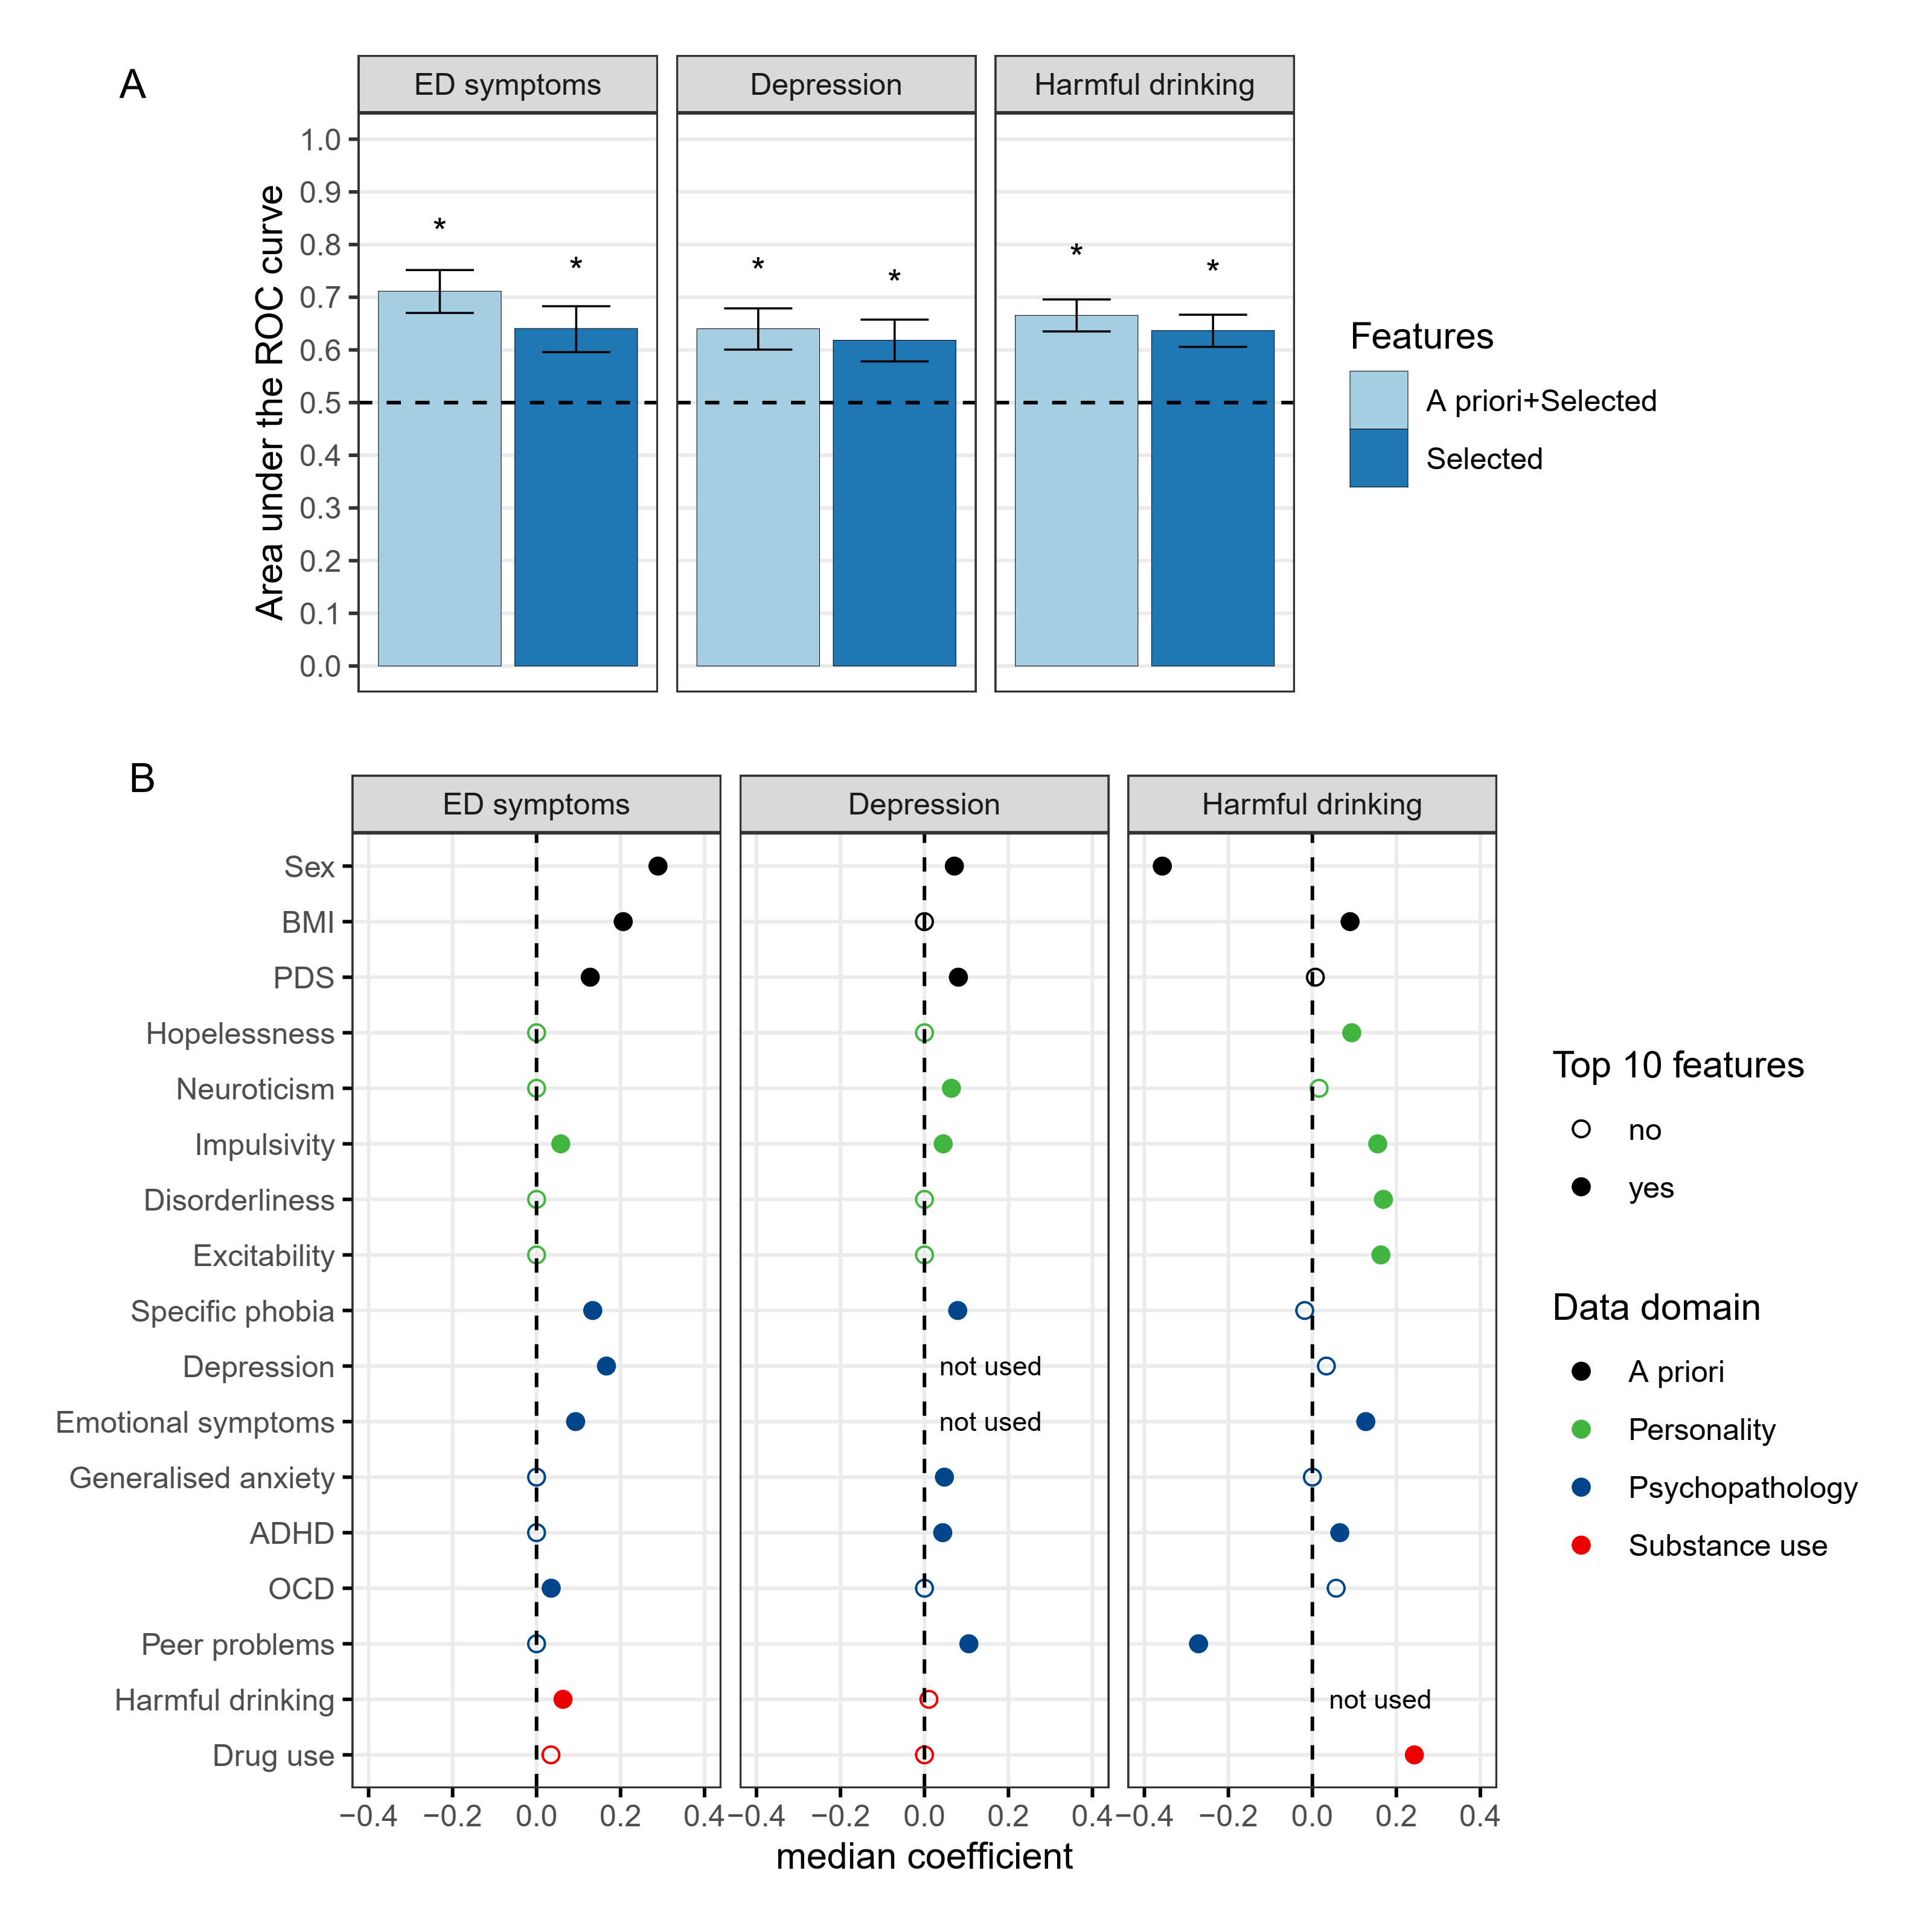 A
ED symptoms
Depression
Harmful drinking
Area under the ROC curve
1.0
0.9
0.8
0.7
0.6
0.5
0.4
0.3
0.2
0.1
0.0
*
*
*
*
*
*
Features
A priori+Selected
Selected
B
ED symptoms
Depression
Harmful drinking
Sex
BMI
PDS
Hopelessness
Neuroticism
Impulsivity
Disorderliness
Excitability
Specific phobia
Depression
not used
Emotional symptoms
not used
Generalised anxiety
ADHD
OCD
Peer problems
Harmful drinking
not used
Drug use
−0.4 −0.2 0.0 0.2 0.4
−0.4 −0.2 0.0 0.2 0.4
−0.4 −0.2 0.0 0.2 0.4
median coefficient
Top 10 features
no
yes
Data domain
A priori
Personality
Psychopathology
Substance use